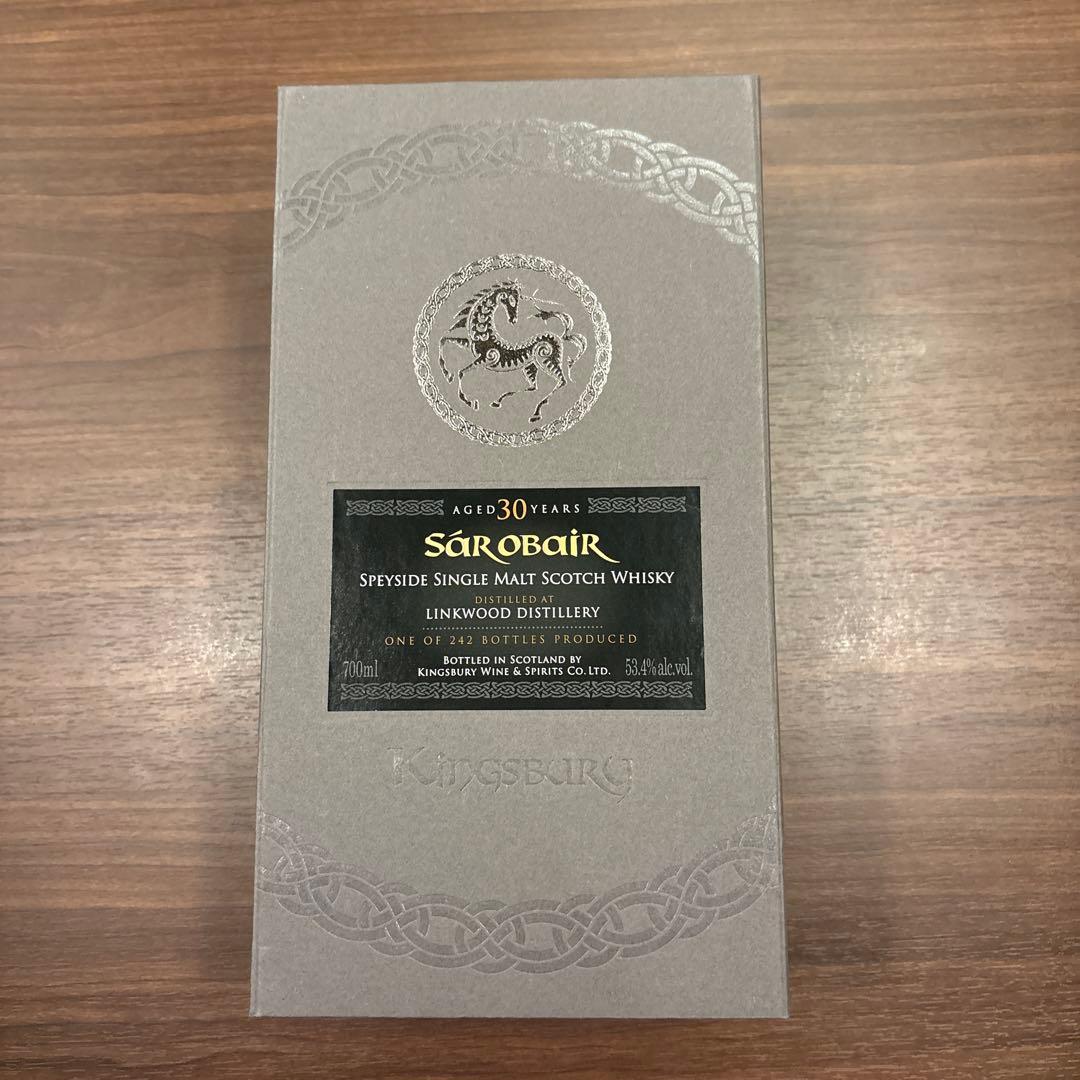 AGED 30 YEARS
SÁROBAIR
SPEYSIDE SINGLE MALT SCOTCH WHISKY
DISTILLED AT
LINKWOOD DISTILLERY
ONE OF 242 BOTTLES PRODUCED
BOTTLED IN SCOTLAND BY
700ml KINGSBURY WINE & SPIRITS CO. LTD. 53.4% alc.vol.
KINGSBURY